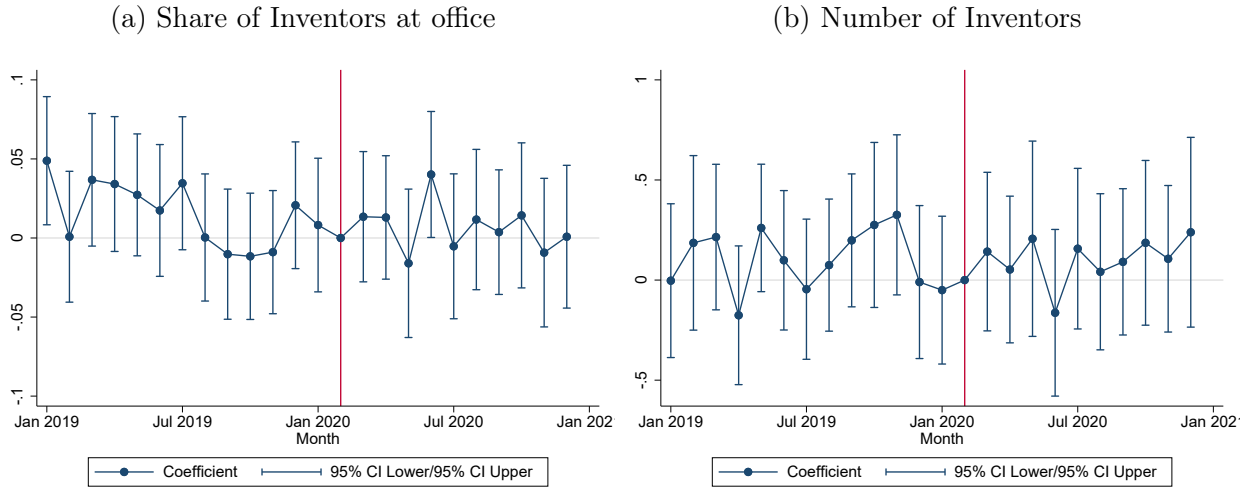 (a) Share of Inventors at office
.1
.05
0
-.05
-.1
Jan 2019 Jul 2019 Jan 2020 Jul 2020 Jan 202
Month
Coefficient 95% CI Lower/95% CI Upper
(b) Number of Inventors
1
.5
0
-.5
Jan 2019 Jul 2019 Jan 2020 Jul 2020 Jan 2021
Month
Coefficient 95% CI Lower/95% CI Upper